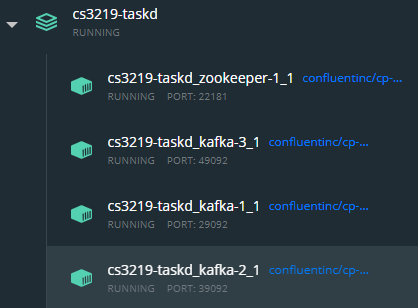 cs3219-taskd
RUNNING
cs3219-taskd_zookeeper-1_1 confluentinc/cp-...
RUNNING PORT: 22181
cs3219-taskd_kafka-3_1 confluentinc/cp-...
RUNNING PORT: 49092
cs3219-taskd_kafka-1_1 confluentinc/cp-...
RUNNING PORT: 29092
cs3219-taskd_kafka-2_1 confluentinc/cp-...
RUNNING PORT: 39092